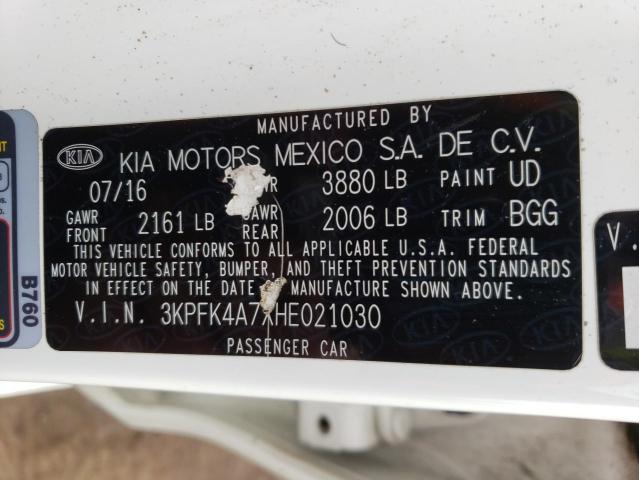 MANUFACTURED BY
KIA KIA MOTORS MEXICO S.A. DE C.V.
07/16 3880 LB PAINT UD
GAWR FRONT 2161 LB GAWR REAR 2006 LB TRIM BGG
THIS VEHICLE CONFORMS TO ALL APPLICABLE U.S.A. FEDERAL
MOTOR VEHICLE SAFETY, BUMPER, AND THEFT PREVENTION STANDARDS
IN EFFECT ON THE DATE MANUFACTURE SHOWN ABOVE.
V.I.N. 3KPFK4A7XHE021030
PASSENGER CAR
B760
V